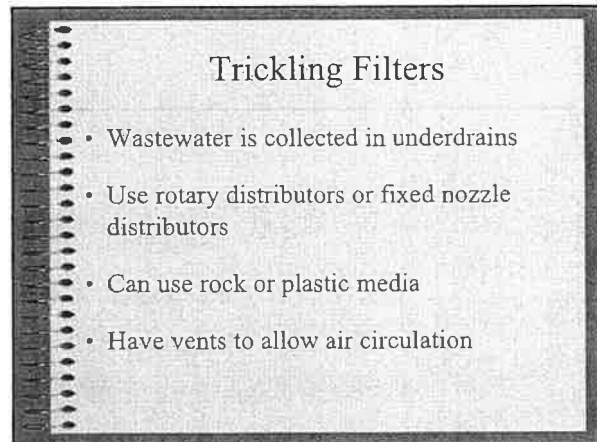 Trickling Filters
• Wastewater is collected in underdrains
• Use rotary distributors or fixed nozzle
distributors
• Can use rock or plastic media
• Have vents to allow air circulation